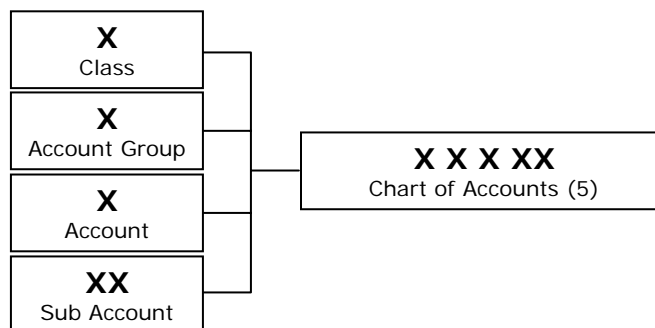 X
Class
X
Account Group
X
Account
XX
Sub Account
X X X XX
Chart of Accounts (5)